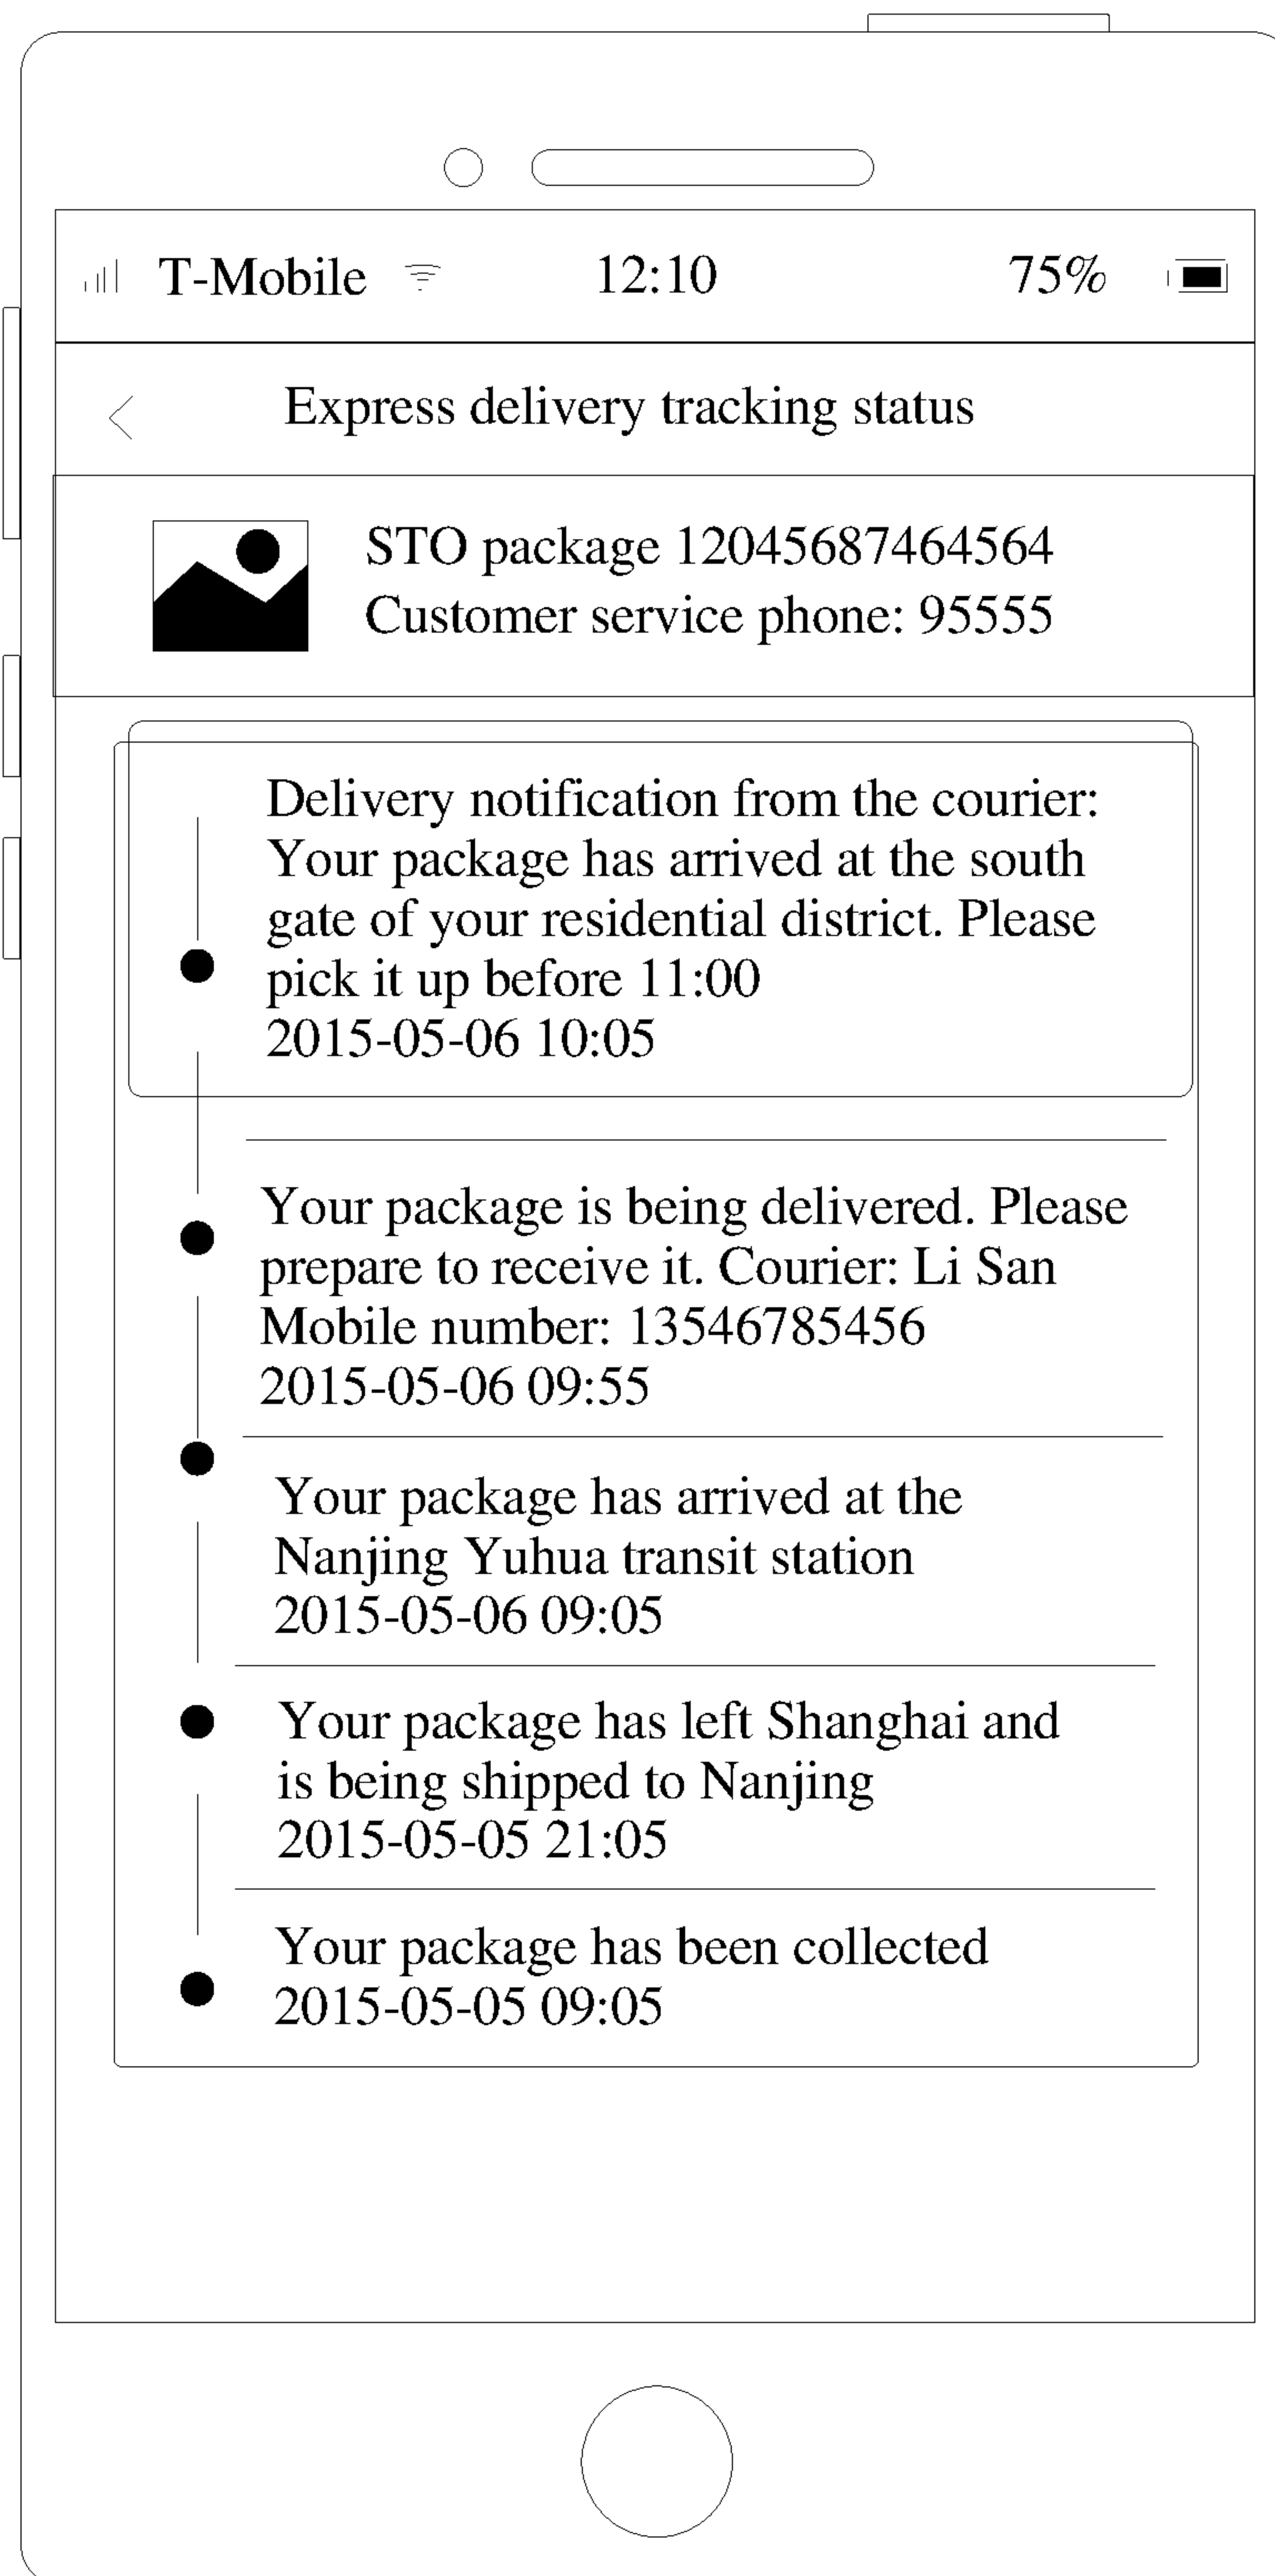 T-Mobile 12:10 75%
Express delivery tracking status
STO package 12045687464564
Customer service phone: 95555
Delivery notification from the courier:
Your package has arrived at the south
gate of your residential district. Please
pick it up before 11:00
2015-05-06 10:05
Your package is being delivered. Please
prepare to receive it. Courier: Li San
Mobile number: 13546785456
2015-05-06 09:55
Your package has arrived at the
Nanjing Yuhua transit station
2015-05-06 09:05
Your package has left Shanghai and
is being shipped to Nanjing
2015-05-05 21:05
Your package has been collected
2015-05-05 09:05